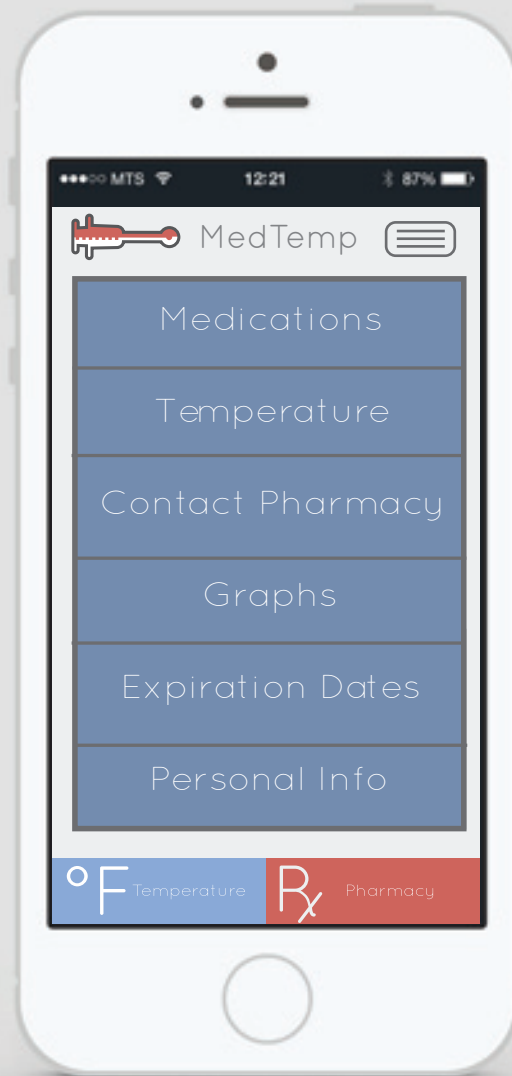 ●●●○○ MTS 12:21 87%
MedTemp
Medications
Temperature
Contact Pharmacy
Graphs
Expiration Dates
Personal Info
°F Temperature Rx Pharmacy